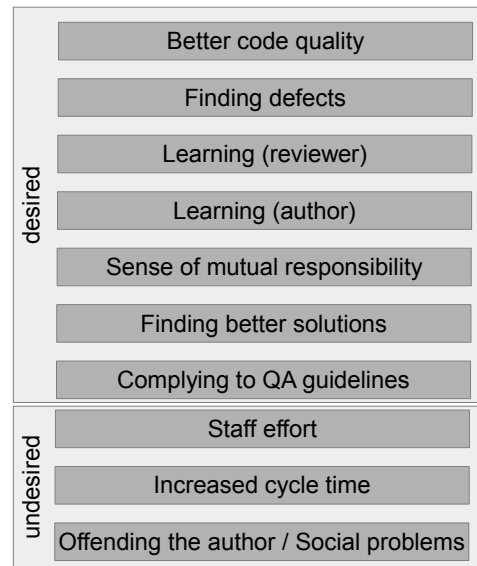 desired
Better code quality
Finding defects
Learning (reviewer)
Learning (author)
Sense of mutual responsibility
Finding better solutions
Complying to QA guidelines
undesired
Staff effort
Increased cycle time
Offending the author / Social problems